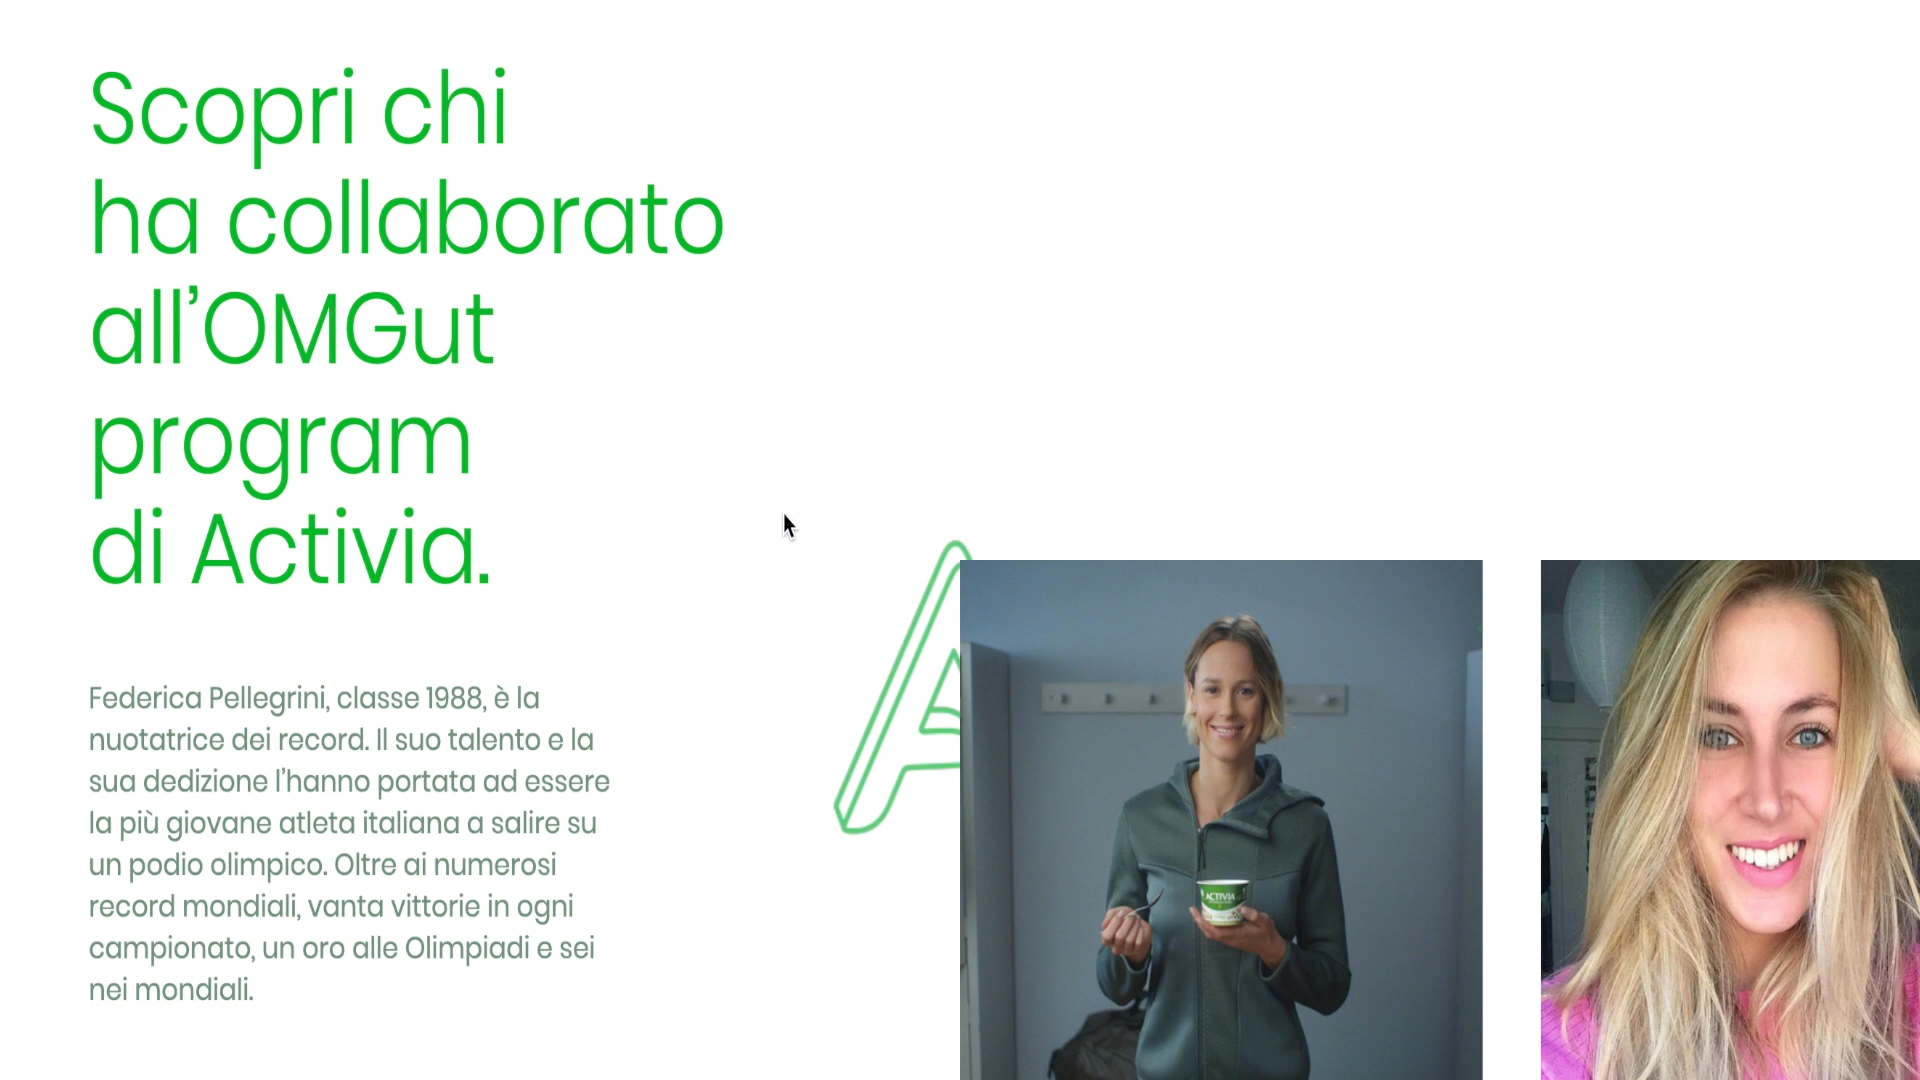 Scopri chi
ha collaborato
all’OMGut
program
di Activia.
Federica Pellegrini, classe 1988, è la
nuotatrice dei record. Il suo talento e la
sua dedizione l’hanno portata ad essere
la più giovane atleta italiana a salire su
un podio olimpico. Oltre ai numerosi
record mondiali, vanta vittorie in ogni
campionato, un oro alle Olimpiadi e sei
nei mondiali.
A
ACTIVIA